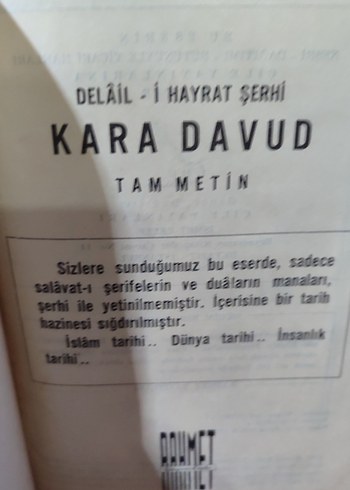 DELÂİL - İ HAYRAT ŞERHİ
KARA DAVUD
TAM METİN
Sizlere sunduğumuz bu eserde, sadece
salâvat-ı şerifelerin ve duâların manaları,
şerhi ile yetinilmemiştir. İçerisine bir tarih
hazinesi sığdırılmıştır.
İslâm tarihi.. Dünya tarihi.. İnsanlık
tarihi..
RAHMET